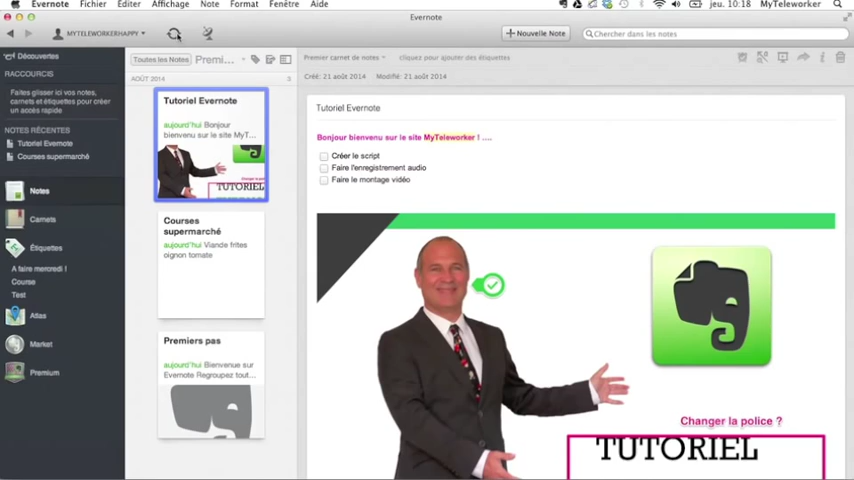 Evernote Fichier Éditer Affichage Note Format Fenêtre Aide
jeu. 10:18 MyTeleworker
Evernote
MYTELEWORKERHAPPY
Nouvelle Note
Chercher dans les notes
Découvertes
RACCOURCIS
Faites glisser ici vos notes,
carnets et étiquettes pour créer
un accès rapide
NOTES RÉCENTES
Tutoriel Evernote
Courses supermarché
Notes
Carnets
Étiquettes
A faire mercredi !
Course
Test
Atlas
Market
Premium
Toutes les Notes Premi...
AOÛT 2014 3
Tutoriel Evernote
aujourd'hui Bonjour
bienvenu sur le site MyT...
TUTORIEL
Courses
supermarché
aujourd'hui Viande frites
oignon tomate
Premiers pas
aujourd'hui Bienvenue sur
Evernote Regroupez tout...
Premier carnet de notes cliquez pour ajouter des étiquettes
Créé: 21 août 2014 Modifié: 21 août 2014
Tutoriel Evernote
Bonjour bienvenu sur le site MyTeleworker ! ....
Créer le script
Faire l'enregistrement audio
Faire le montage vidéo
Changer la police ?
TUTORIEL